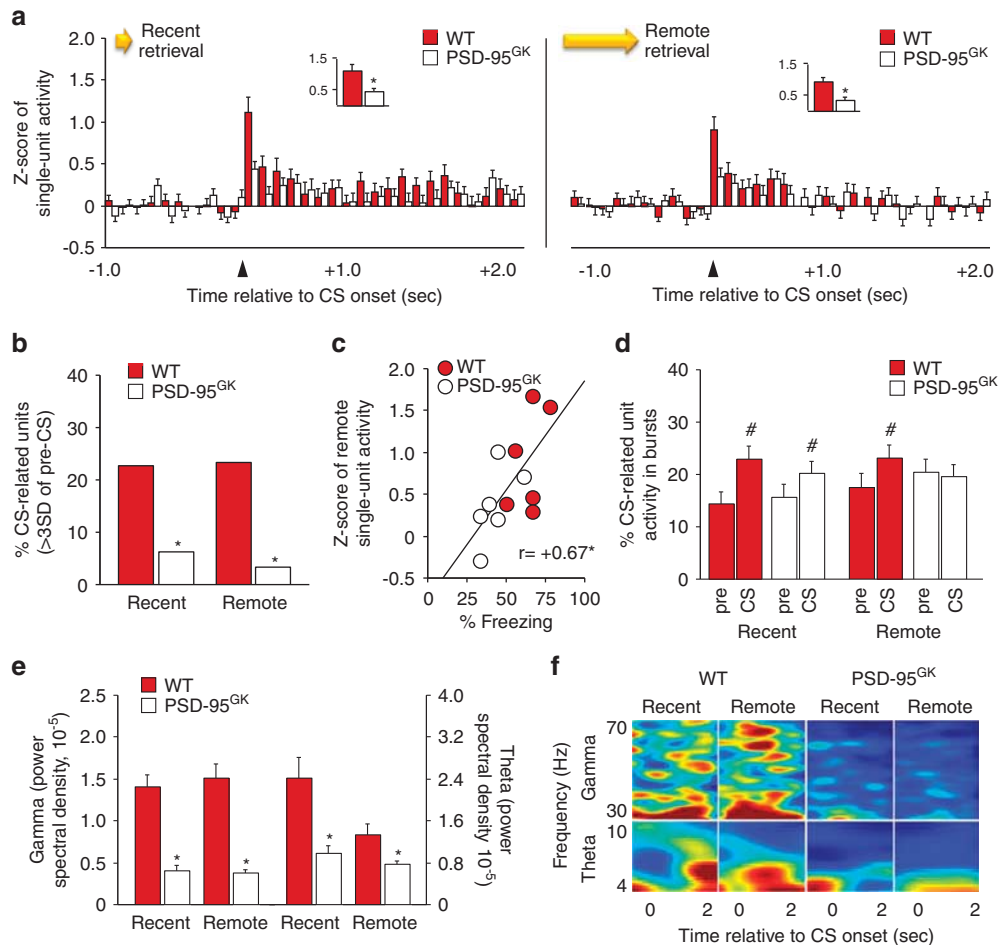 a
Recent retrieval
WT
PSD-95GK
Remote retrieval
WT
PSD-95GK
Z-score of single-unit activity
2.0
1.5
1.0
0.5
0
-0.5
1.5
0.5
*
1.5
0.5
*
-1.0 +1.0 +2.0
-1.0 +1.0 +2.0
Time relative to CS onset (sec)
Time relative to CS onset (sec)
b
WT
PSD-95GK
% CS-related units (>3SD of pre-CS)
40
30
20
10
0
* *
Recent Remote
c
WT
PSD-95GK
Z-score of remote single-unit activity
2.0
1.5
1.0
0.5
0
-0.5
r= +0.67*
0 25 50 75 100
% Freezing
d
WT
PSD-95GK
% CS-related unit activity in bursts
40
30
20
10
0
# # #
pre CS pre CS pre CS pre CS
Recent Remote
e
WT
PSD-95GK
Gamma (power spectral density, 10-5)
2.5
2.0
1.5
1.0
0.5
0
* * * *
4.0
3.2
2.4
1.6
0.8
0
Theta (power spectral density 10-5)
Recent Remote Recent Remote
f
WT PSD-95GK
Recent Remote Recent Remote
Frequency (Hz)
Gamma
Theta
70
30
10
4
0 2 0 2 0 2 0 2
Time relative to CS onset (sec)